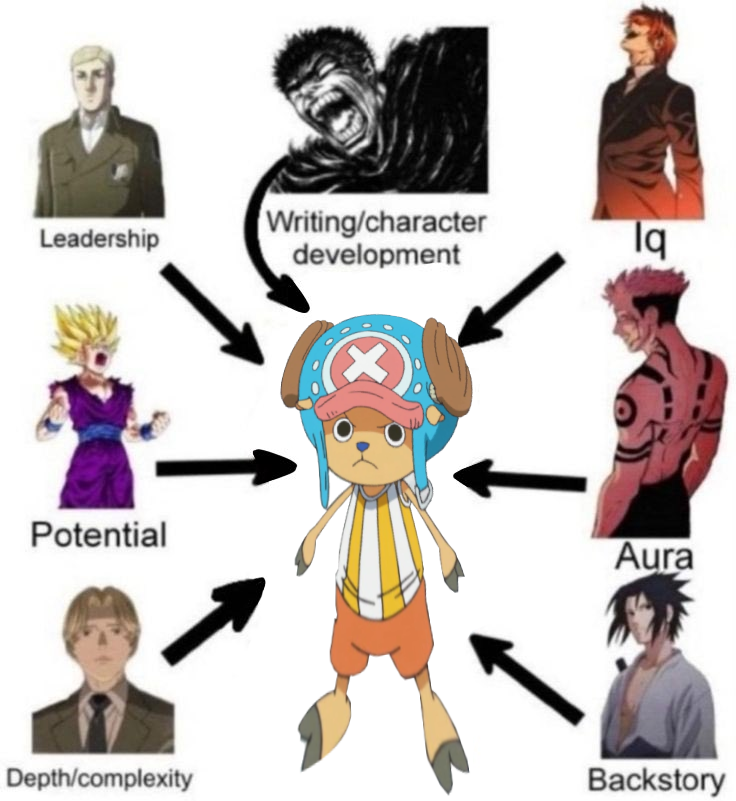 Leadership
Writing/character
development
Iq
Potential
Aura
Depth/complexity
Backstory